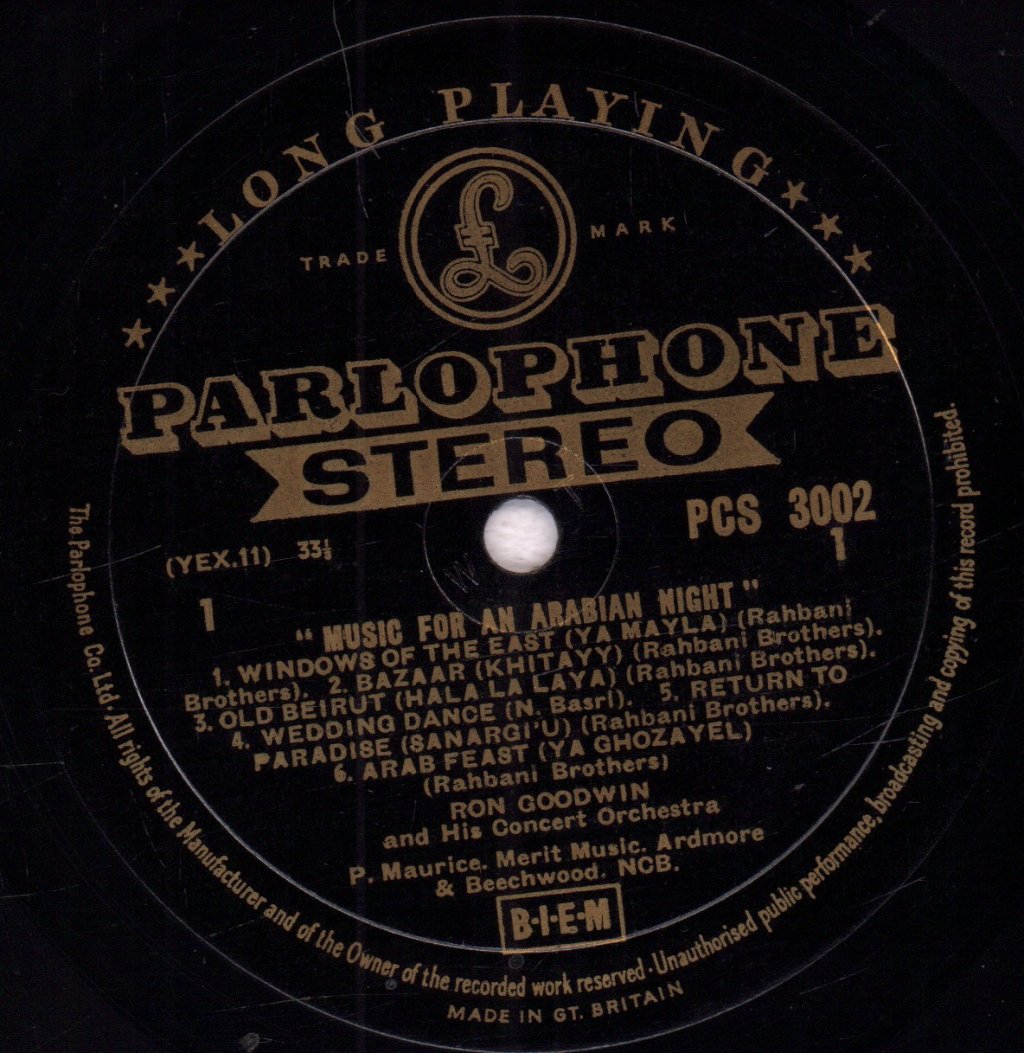 LONG PLAYING
TRADE MARK
£
PARLOPHONE
STEREO
PCS 3002
(YEX.11) 33⅓
1
1
" MUSIC FOR AN ARABIAN NIGHT "
1. WINDOWS OF THE EAST (YA MAYLA) (Rahbani
Brothers). 2. BAZAAR (KHITAYY) (Rahbani Brothers).
3. OLD BEIRUT (HALA LA LAYA) (Rahbani Brothers).
4. WEDDING DANCE (N. Basri). 5. RETURN TO
PARADISE (SANARGI'U) (Rahbani Brothers).
6. ARAB FEAST (YA GHOZAYEL)
(Rahbani Brothers)
RON GOODWIN
and His Concert Orchestra
P. Maurice. Merit Music. Ardmore
& Beechwood. NCB.
B·I·E·M
The Parlophone Co. Ltd. All rights of the Manufacturer and of the Owner of the recorded work reserved · Unauthorised public performance, broadcasting and copying of this record prohibited.
MADE IN GT. BRITAIN